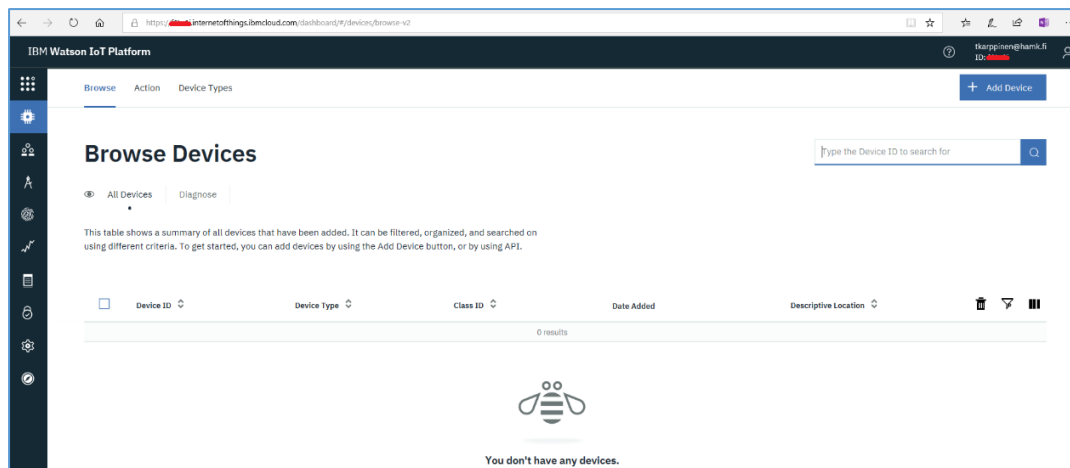 https://internetofthings.ibmcloud.com/dashboard/#/devices/browse-v2
IBM Watson IoT Platform
tkarppinen@hamk.fi
ID:
Browse Action Device Types
+ Add Device
Browse Devices
Type the Device ID to search for
All Devices Diagnose
This table shows a summary of all devices that have been added. It can be filtered, organized, and searched on
using different criteria. To get started, you can add devices by using the Add Device button, or by using API.
Device ID Device Type Class ID Date Added Descriptive Location
0 results
You don't have any devices.